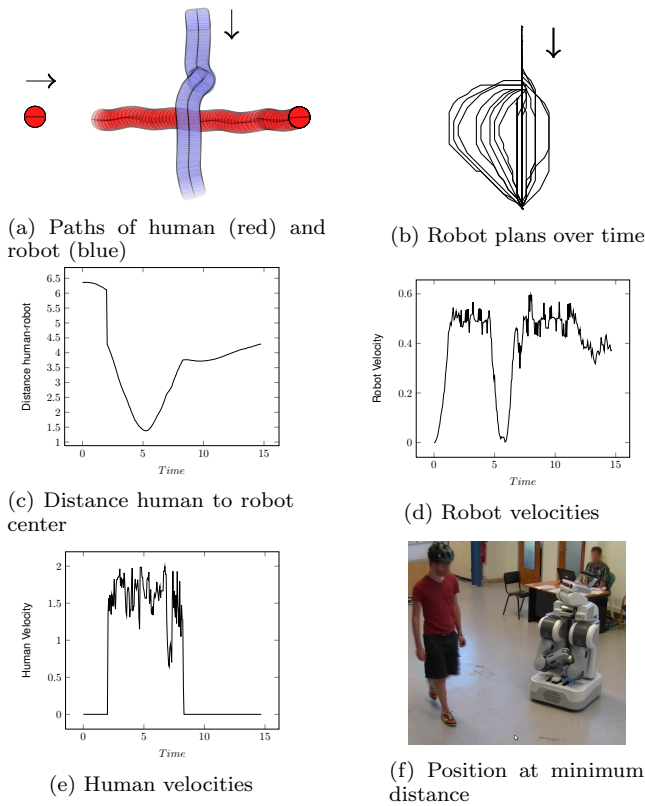 (a) Paths of human (red) and
robot (blue)
(b) Robot plans over time
6.5
6
5.5
5
4.5
4
3.5
3
2.5
2
1.5
1
Distance human-robot
0
5
10
15
Time
(c) Distance human to robot
center
0.6
0.4
0.2
0
Robot Velocity
0
5
10
15
Time
(d) Robot velocities
2
1.5
1
0.5
0
Human Velocity
0
5
10
15
Time
(e) Human velocities
(f) Position at minimum
distance